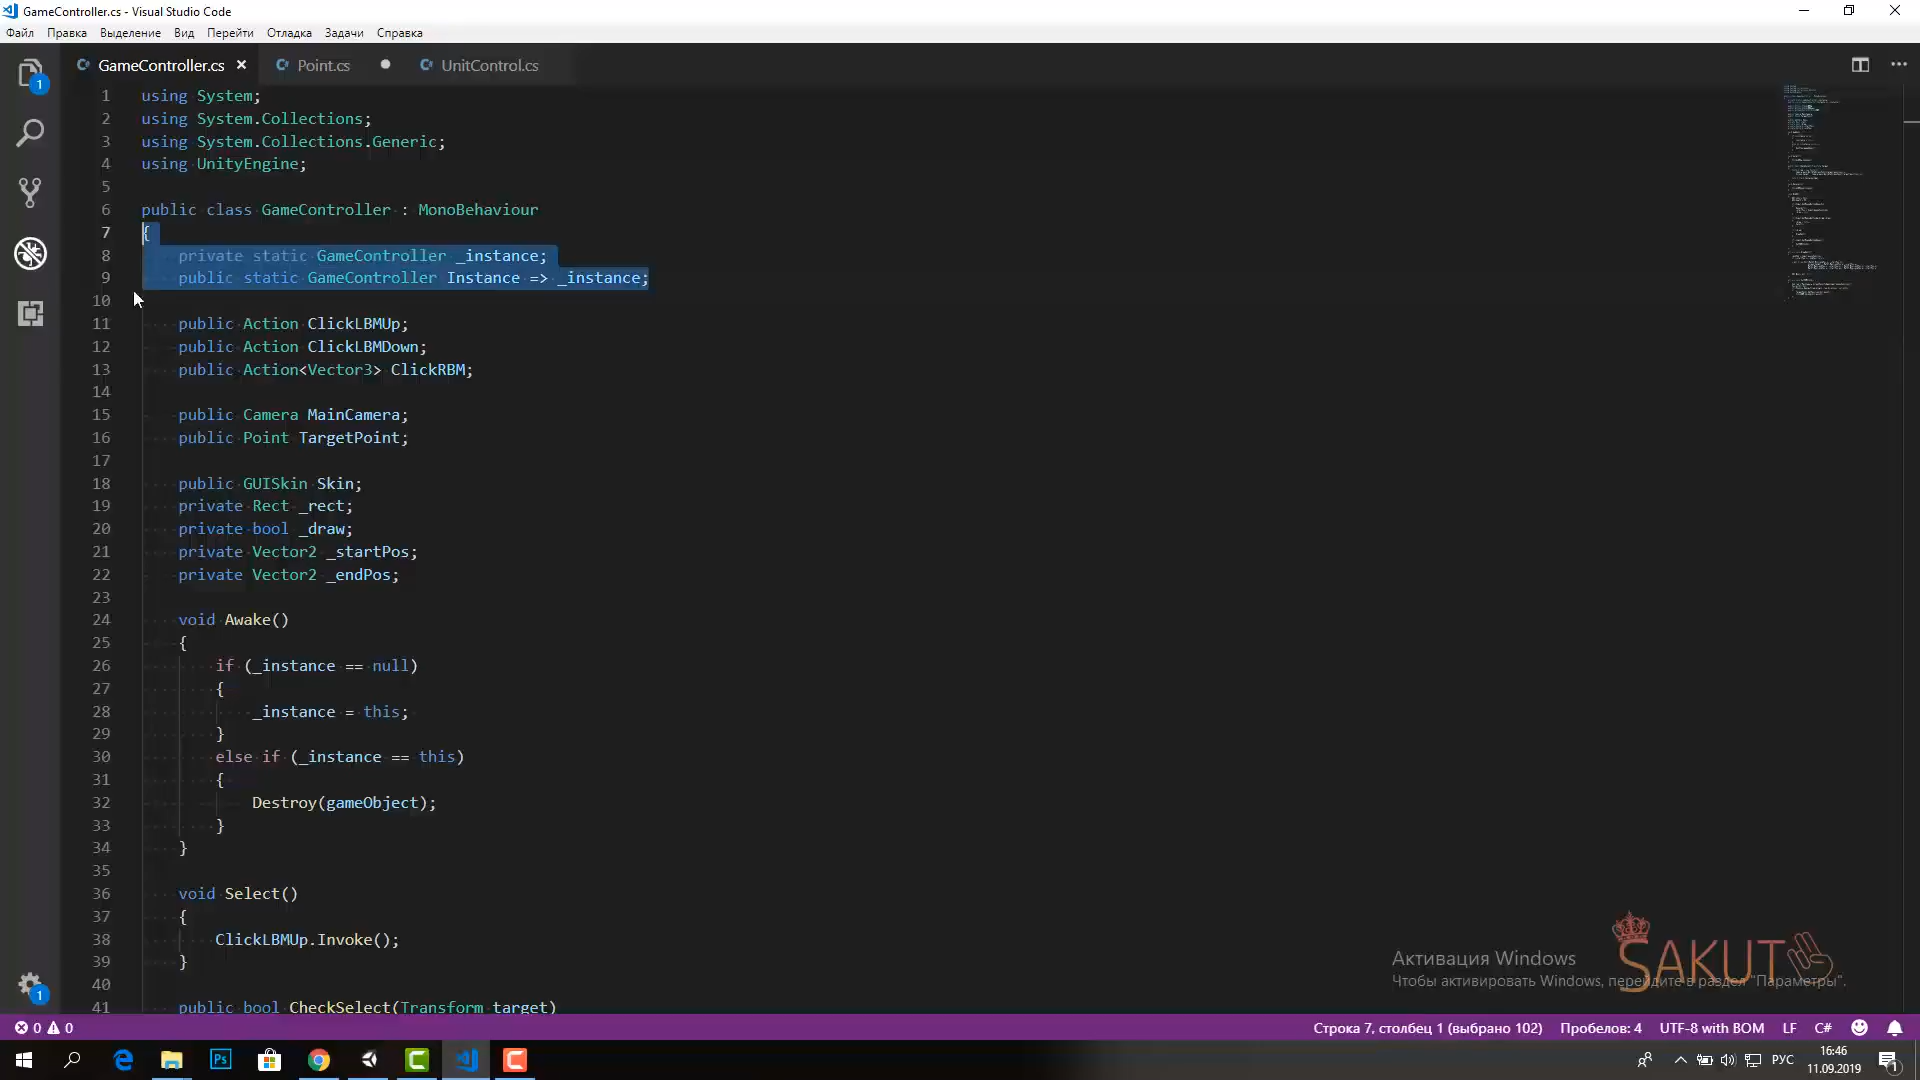 GameController.cs - Visual Studio Code
Файл Правка Выделение Вид Перейти Отладка Задачи Справка
GameController.cs Point.cs UnitControl.cs
1
1 using System;
2 using System.Collections;
3 using System.Collections.Generic;
4 using UnityEngine;
5
6 public class GameController : MonoBehaviour
7 {
8 private static GameController _instance;
9 public static GameController Instance => _instance;
10
11 public Action ClickLBMUp;
12 public Action ClickLBMDown;
13 public Action<Vector3> ClickRBM;
14
15 public Camera MainCamera;
16 public Point TargetPoint;
17
18 public GUISkin Skin;
19 private Rect _rect;
20 private bool _draw;
21 private Vector2 _startPos;
22 private Vector2 _endPos;
23
24 void Awake()
25 {
26 if (_instance == null)
27 {
28 _instance = this;
29 }
30 else if (_instance == this)
31 {
32 Destroy(gameObject);
33 }
34 }
35
36 void Select()
37 {
38 ClickLBMUp.Invoke();
39 }
40
41 public bool CheckSelect(Transform target)
1
Активация Windows
Чтобы активировать Windows, перейдите в раздел "Параметры".
SAKUT
0 0 Строка 7, столбец 1 (выбрано 102) Пробелов: 4 UTF-8 with BOM LF C#
Ps РУС 16:46
11.09.2019
1